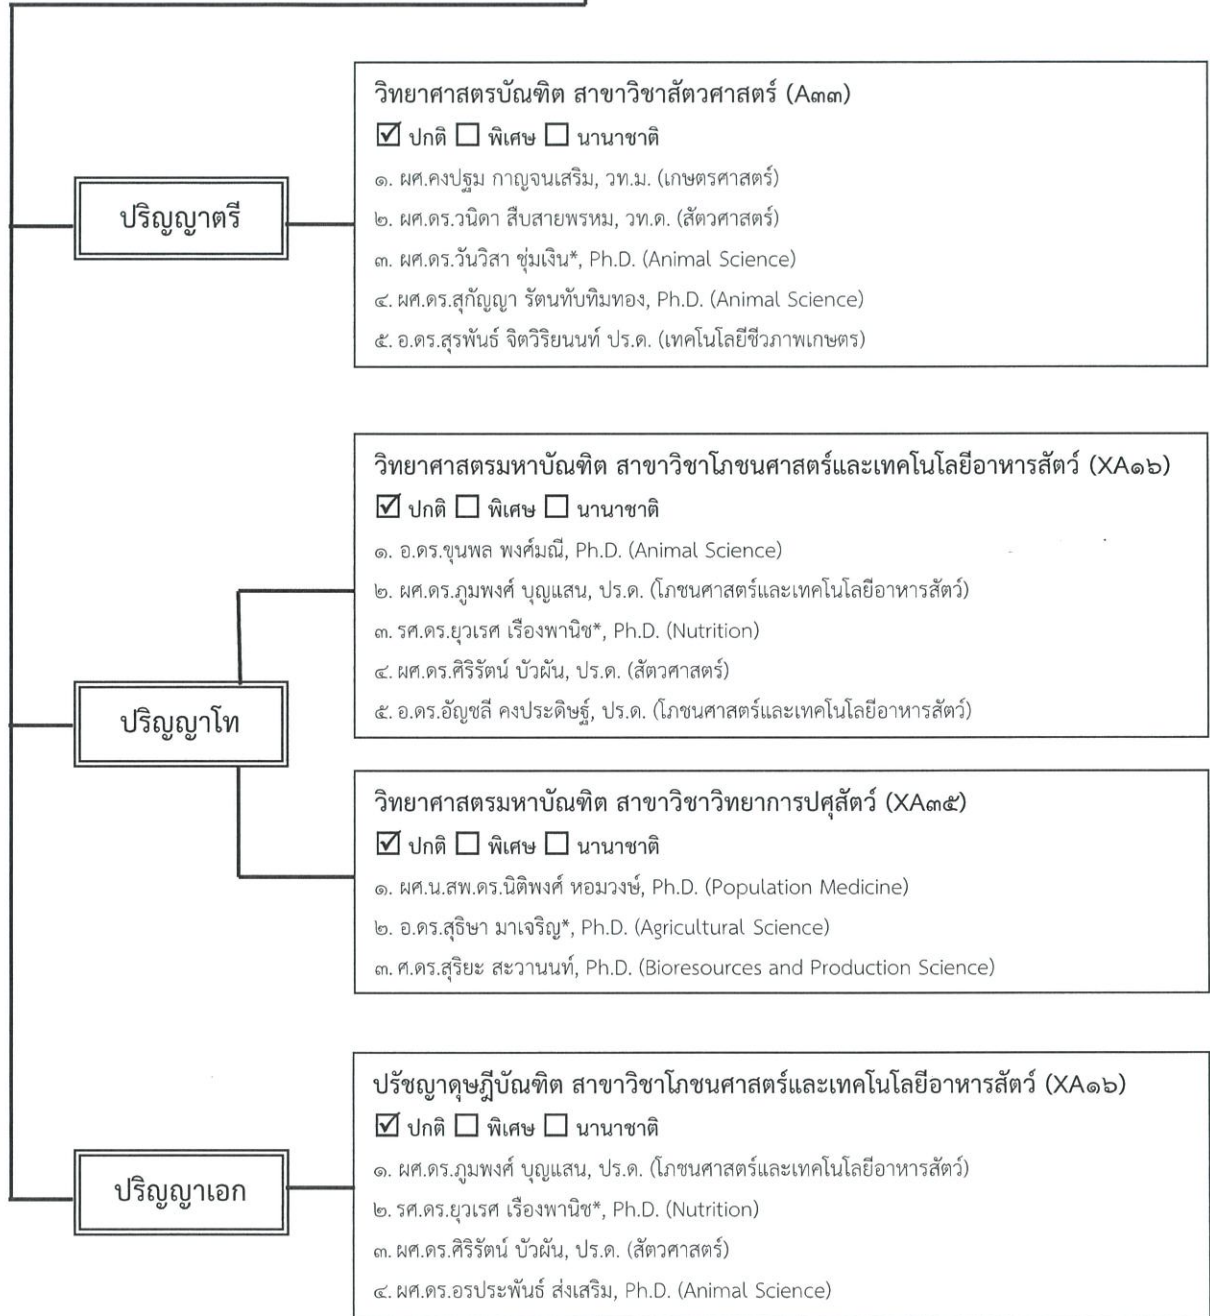 ปริญญาตรี
วิทยาศาสตรบัณฑิต สาขาวิชาสัตวศาสตร์ (A๓๓)
☑ ปกติ ☐ พิเศษ ☐ นานาชาติ
๑. ผศ.คงปฐม กาญจนเสริม, วท.ม. (เกษตรศาสตร์)
๒. ผศ.ดร.วนิดา สืบสายพรหม, วท.ด. (สัตวศาสตร์)
๓. ผศ.ดร.วันวิสา ชุ่มเงิน*, Ph.D. (Animal Science)
๔. ผศ.ดร.สุกัญญา รัตนทับทิมทอง, Ph.D. (Animal Science)
๕. อ.ดร.สุรพันธ์ จิตวิริยนนท์ ปร.ด. (เทคโนโลยีชีวภาพเกษตร)
ปริญญาโท
วิทยาศาสตรมหาบัณฑิต สาขาวิชาโภชนศาสตร์และเทคโนโลยีอาหารสัตว์ (XA๑๖)
☑ ปกติ ☐ พิเศษ ☐ นานาชาติ
๑. อ.ดร.ขุนพล พงศ์มณี, Ph.D. (Animal Science)
๒. ผศ.ดร.ภูมพงศ์ บุญแสน, ปร.ด. (โภชนศาสตร์และเทคโนโลยีอาหารสัตว์)
๓. รศ.ดร.ยุวเรศ เรืองพานิช*, Ph.D. (Nutrition)
๔. ผศ.ดร.ศิริรัตน์ บัวผัน, ปร.ด. (สัตวศาสตร์)
๕. อ.ดร.อัญชลี คงประดิษฐ์, ปร.ด. (โภชนศาสตร์และเทคโนโลยีอาหารสัตว์)
วิทยาศาสตรมหาบัณฑิต สาขาวิชาวิทยาการปศุสัตว์ (XA๓๕)
☑ ปกติ ☐ พิเศษ ☐ นานาชาติ
๑. ผศ.น.สพ.ดร.นิติพงศ์ หอมวงษ์, Ph.D. (Population Medicine)
๒. อ.ดร.สุธิษา มาเจริญ*, Ph.D. (Agricultural Science)
๓. ศ.ดร.สุริยะ สะวานนท์, Ph.D. (Bioresources and Production Science)
ปริญญาเอก
ปรัชญาดุษฎีบัณฑิต สาขาวิชาโภชนศาสตร์และเทคโนโลยีอาหารสัตว์ (XA๑๖)
☑ ปกติ ☐ พิเศษ ☐ นานาชาติ
๑. ผศ.ดร.ภูมพงศ์ บุญแสน, ปร.ด. (โภชนศาสตร์และเทคโนโลยีอาหารสัตว์)
๒. รศ.ดร.ยุวเรศ เรืองพานิช*, Ph.D. (Nutrition)
๓. ผศ.ดร.ศิริรัตน์ บัวผัน, ปร.ด. (สัตวศาสตร์)
๔. ผศ.ดร.อรประพันธ์ ส่งเสริม, Ph.D. (Animal Science)